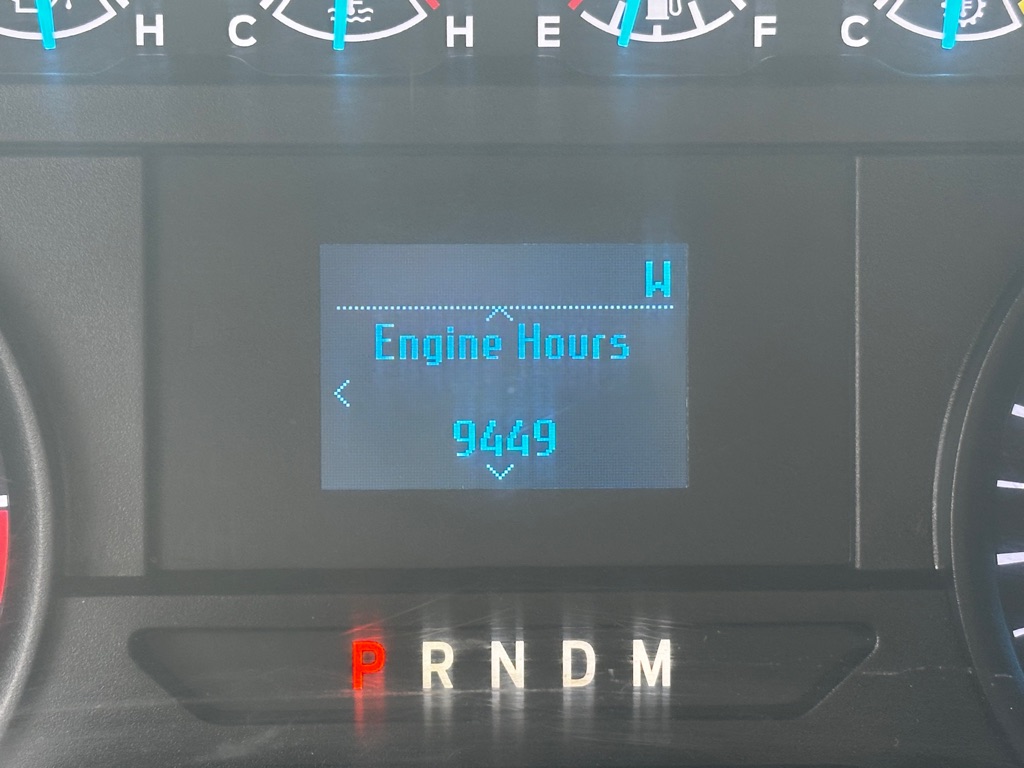 H C H E F C
W
Engine Hours
9449
P R N D M